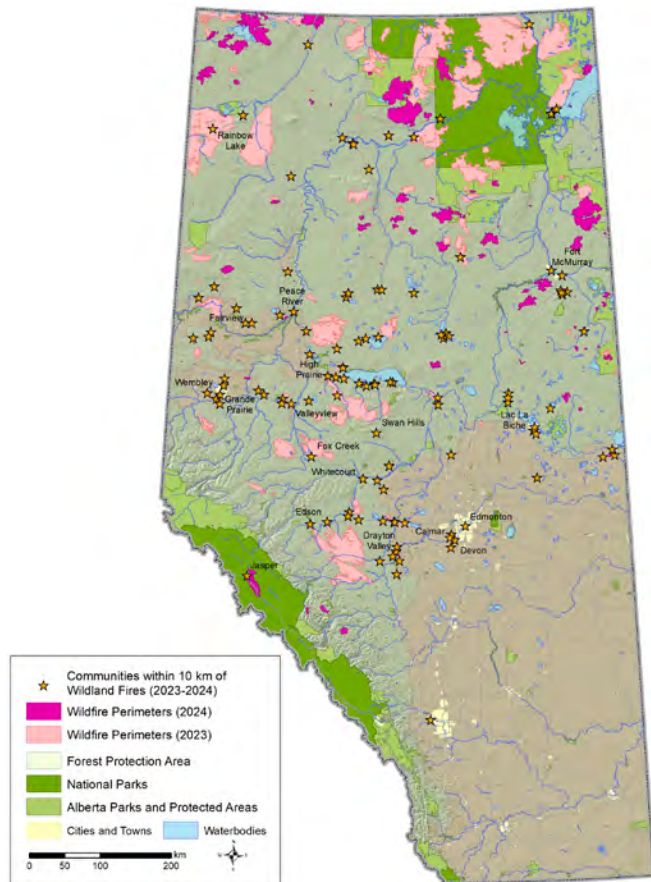 Rainbow
Lake
Fort
McMurray
Peace
River
Fairview
High
Prairie
Wembley
Grande
Prairie
Valleyview
Swan Hills
Lac La
Biche
Fox Creek
Whitecourt
Edson
Edmonton
Drayton
Valley
Calmar
Devon
Jasper
Communities within 10 km of
Wildland Fires (2023-2024)
Wildfire Perimeters (2024)
Wildfire Perimeters (2023)
Forest Protection Area
National Parks
Alberta Parks and Protected Areas
Cities and Towns
Waterbodies
0 50 100 200
km
N
W E
S